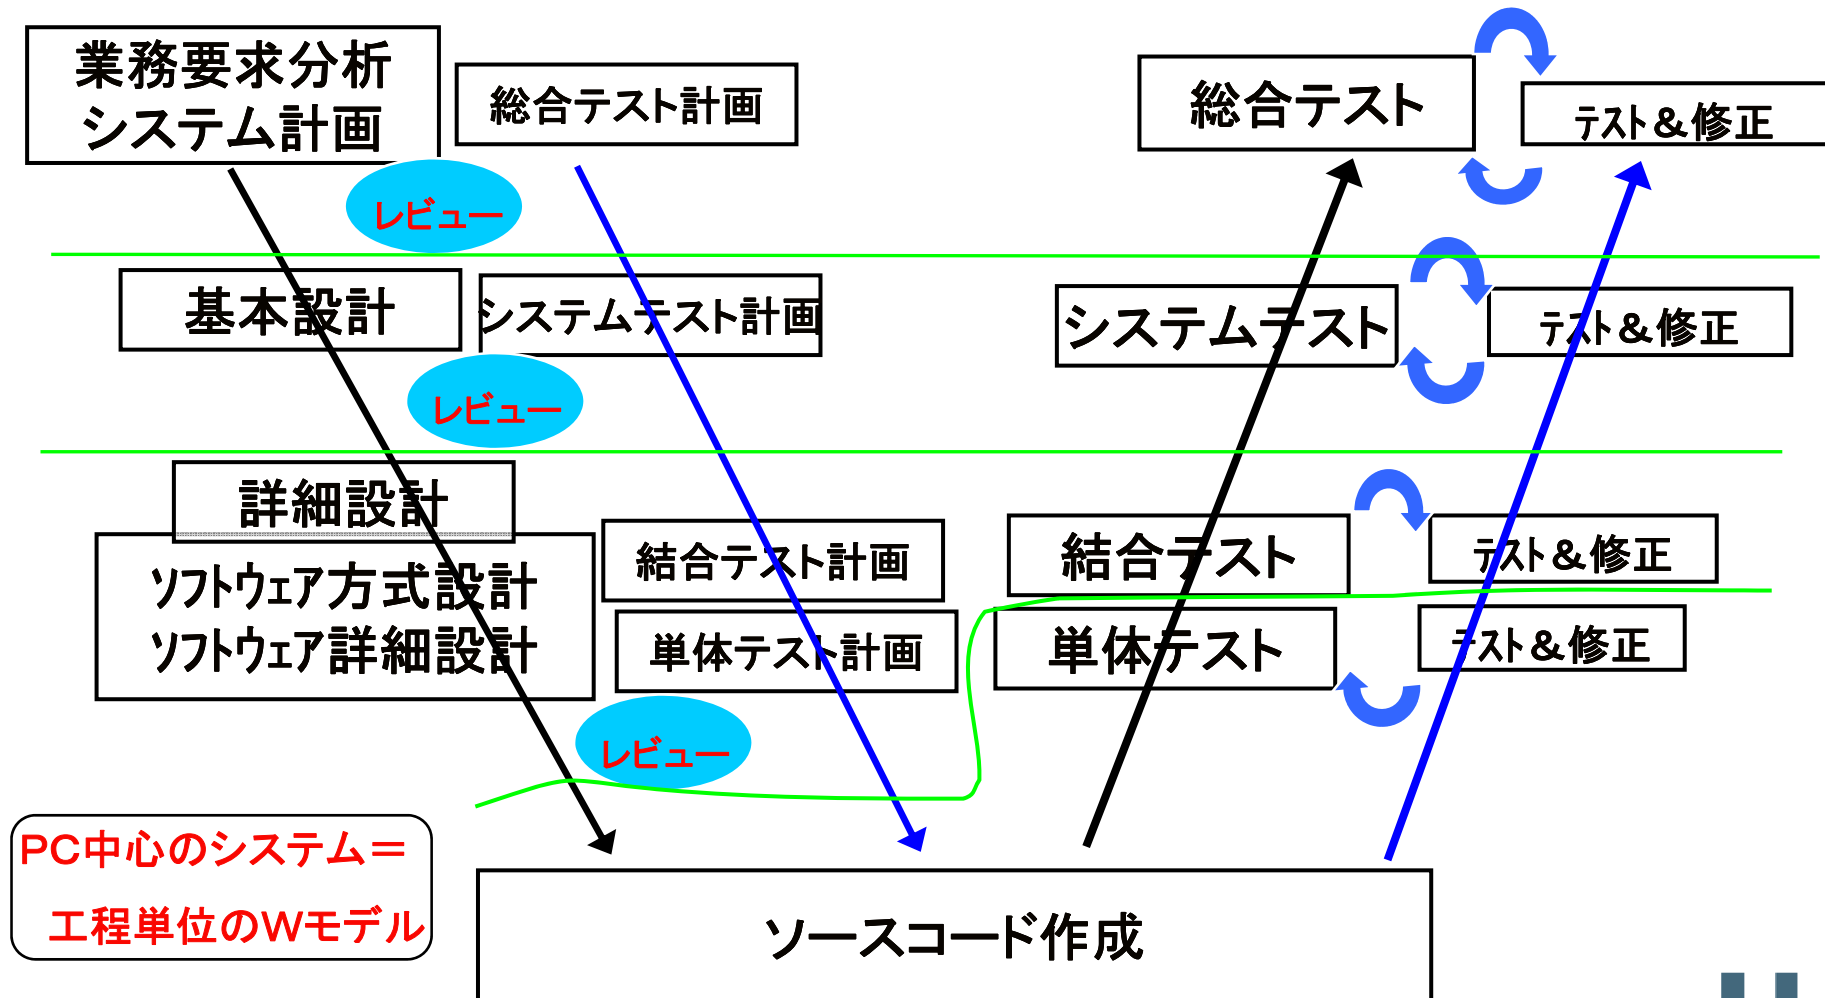 業務要求分析
システム計画
総合テスト計画
総合テスト
テスト＆修正
レビュー
基本設計
システムテスト計画
システムテスト
テスト＆修正
レビュー
詳細設計
ソフトウェア方式設計
ソフトウェア詳細設計
結合テスト計画
単体テスト計画
結合テスト
テスト＆修正
単体テスト
テスト＆修正
レビュー
PC中心のシステム＝
工程単位のWモデル
ソースコード作成